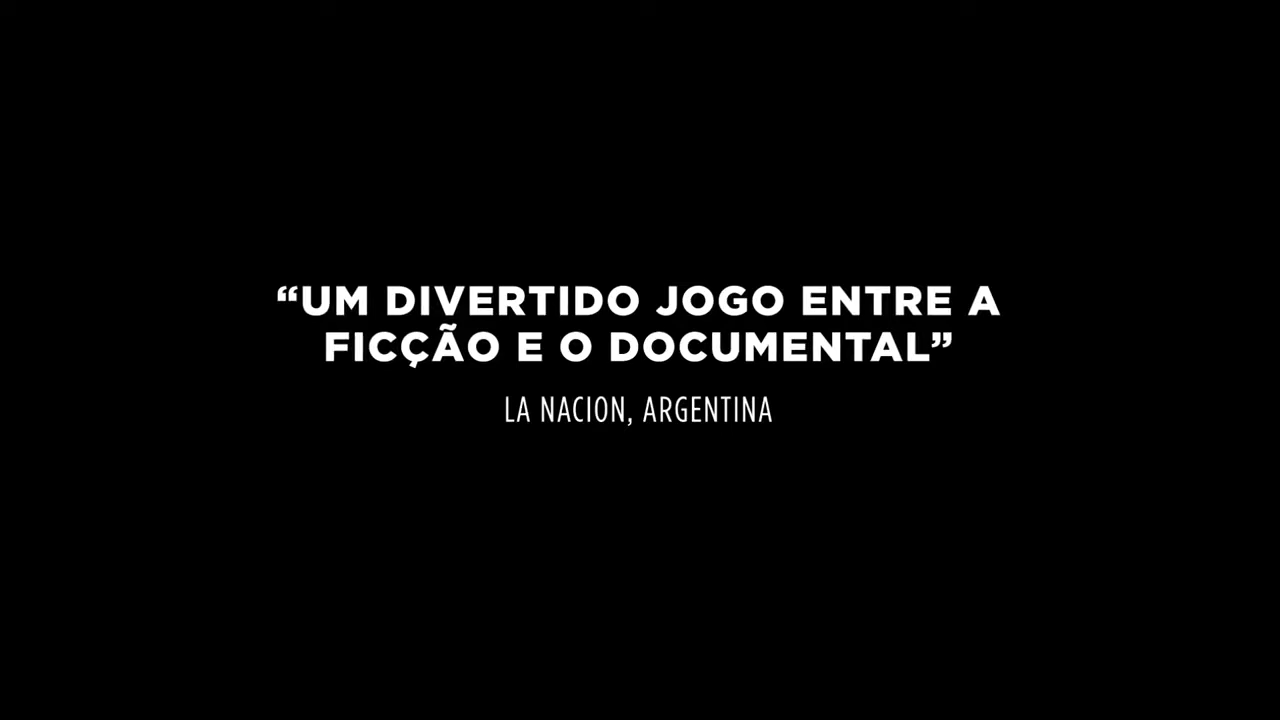 “UM DIVERTIDO JOGO ENTRE A
FICÇÃO E O DOCUMENTAL”
LA NACION, ARGENTINA